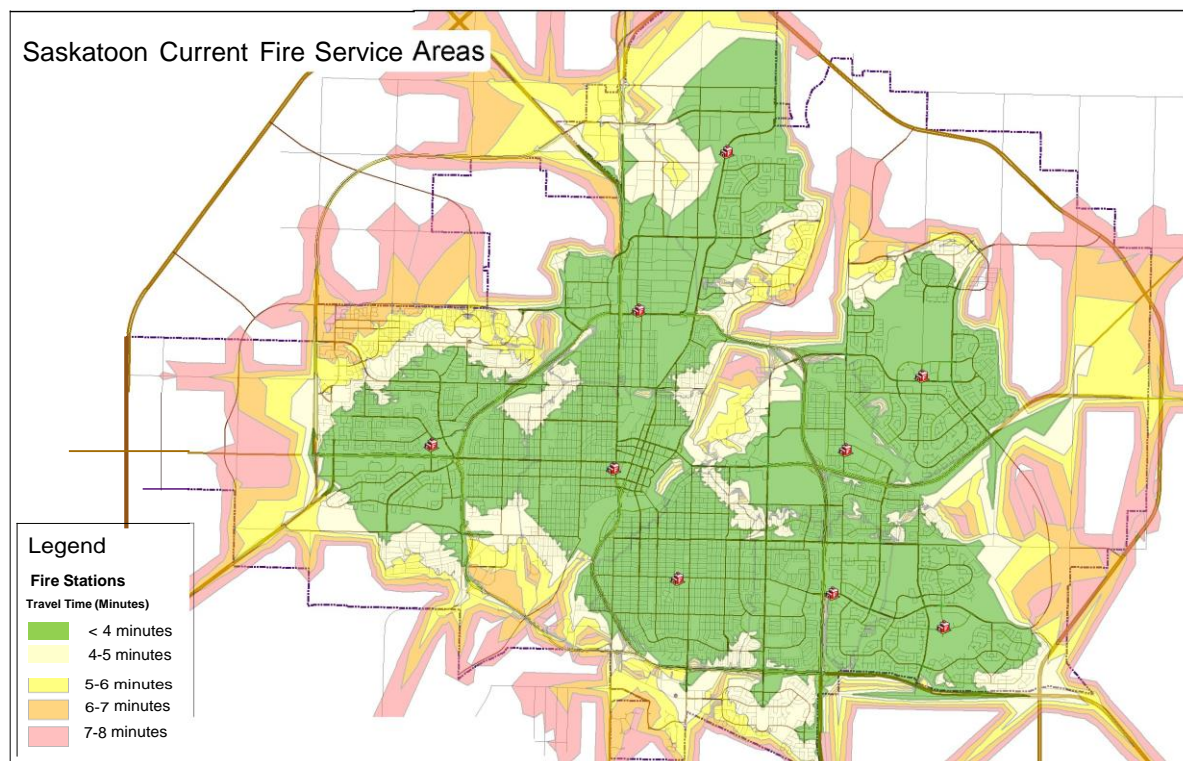 Saskatoon Current Fire Service Areas
Legend
Fire Stations
Travel Time (Minutes)
< 4 minutes
4-5 minutes
5-6 minutes
6-7 minutes
7-8 minutes